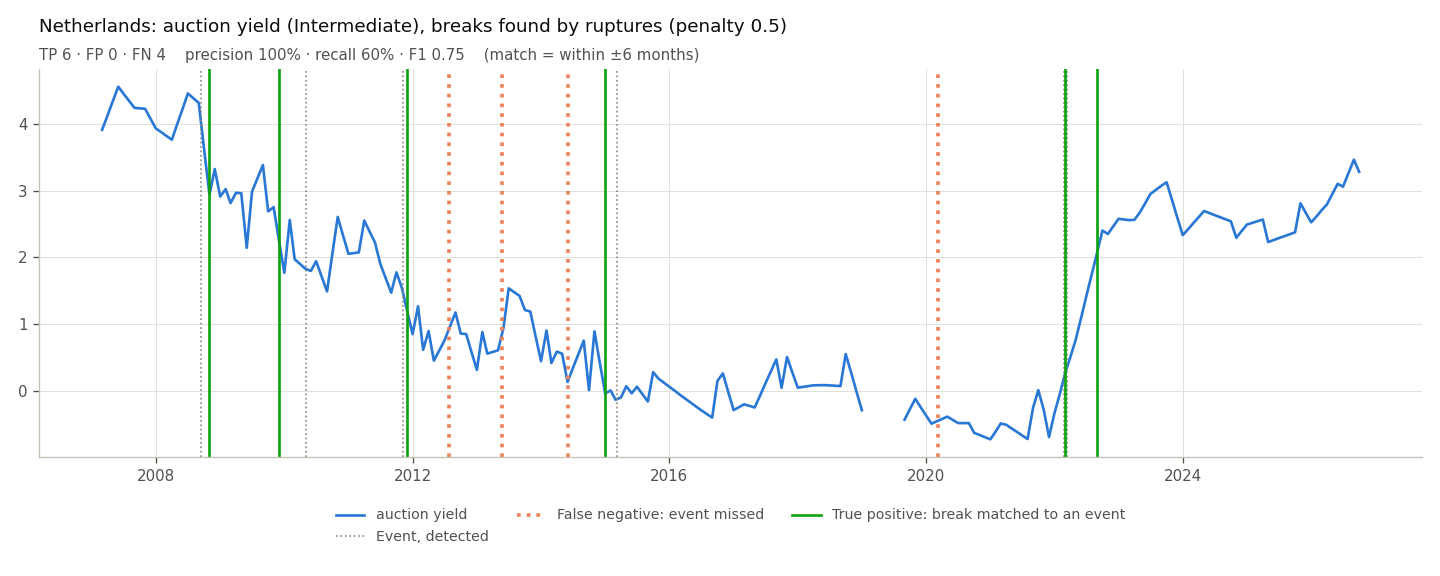 Netherlands: auction yield (Intermediate), breaks found by ruptures (penalty 0.5)
TP 6 · FP 0 · FN 4    precision 100% · recall 60% · F1 0.75    (match = within ±6 months)
4
3
2
1
0
2008 2012 2016 2020 2024
auction yield
Event, detected
False negative: event missed
True positive: break matched to an event